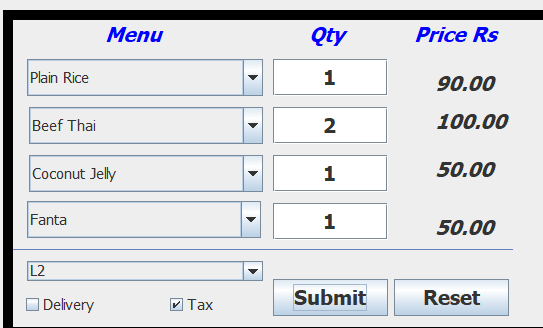 Menu Qty Price Rs
Plain Rice 1 90.00
Beef Thai 2 100.00
Coconut Jelly 1 50.00
Fanta 1 50.00
L2
Submit Reset
Delivery Tax